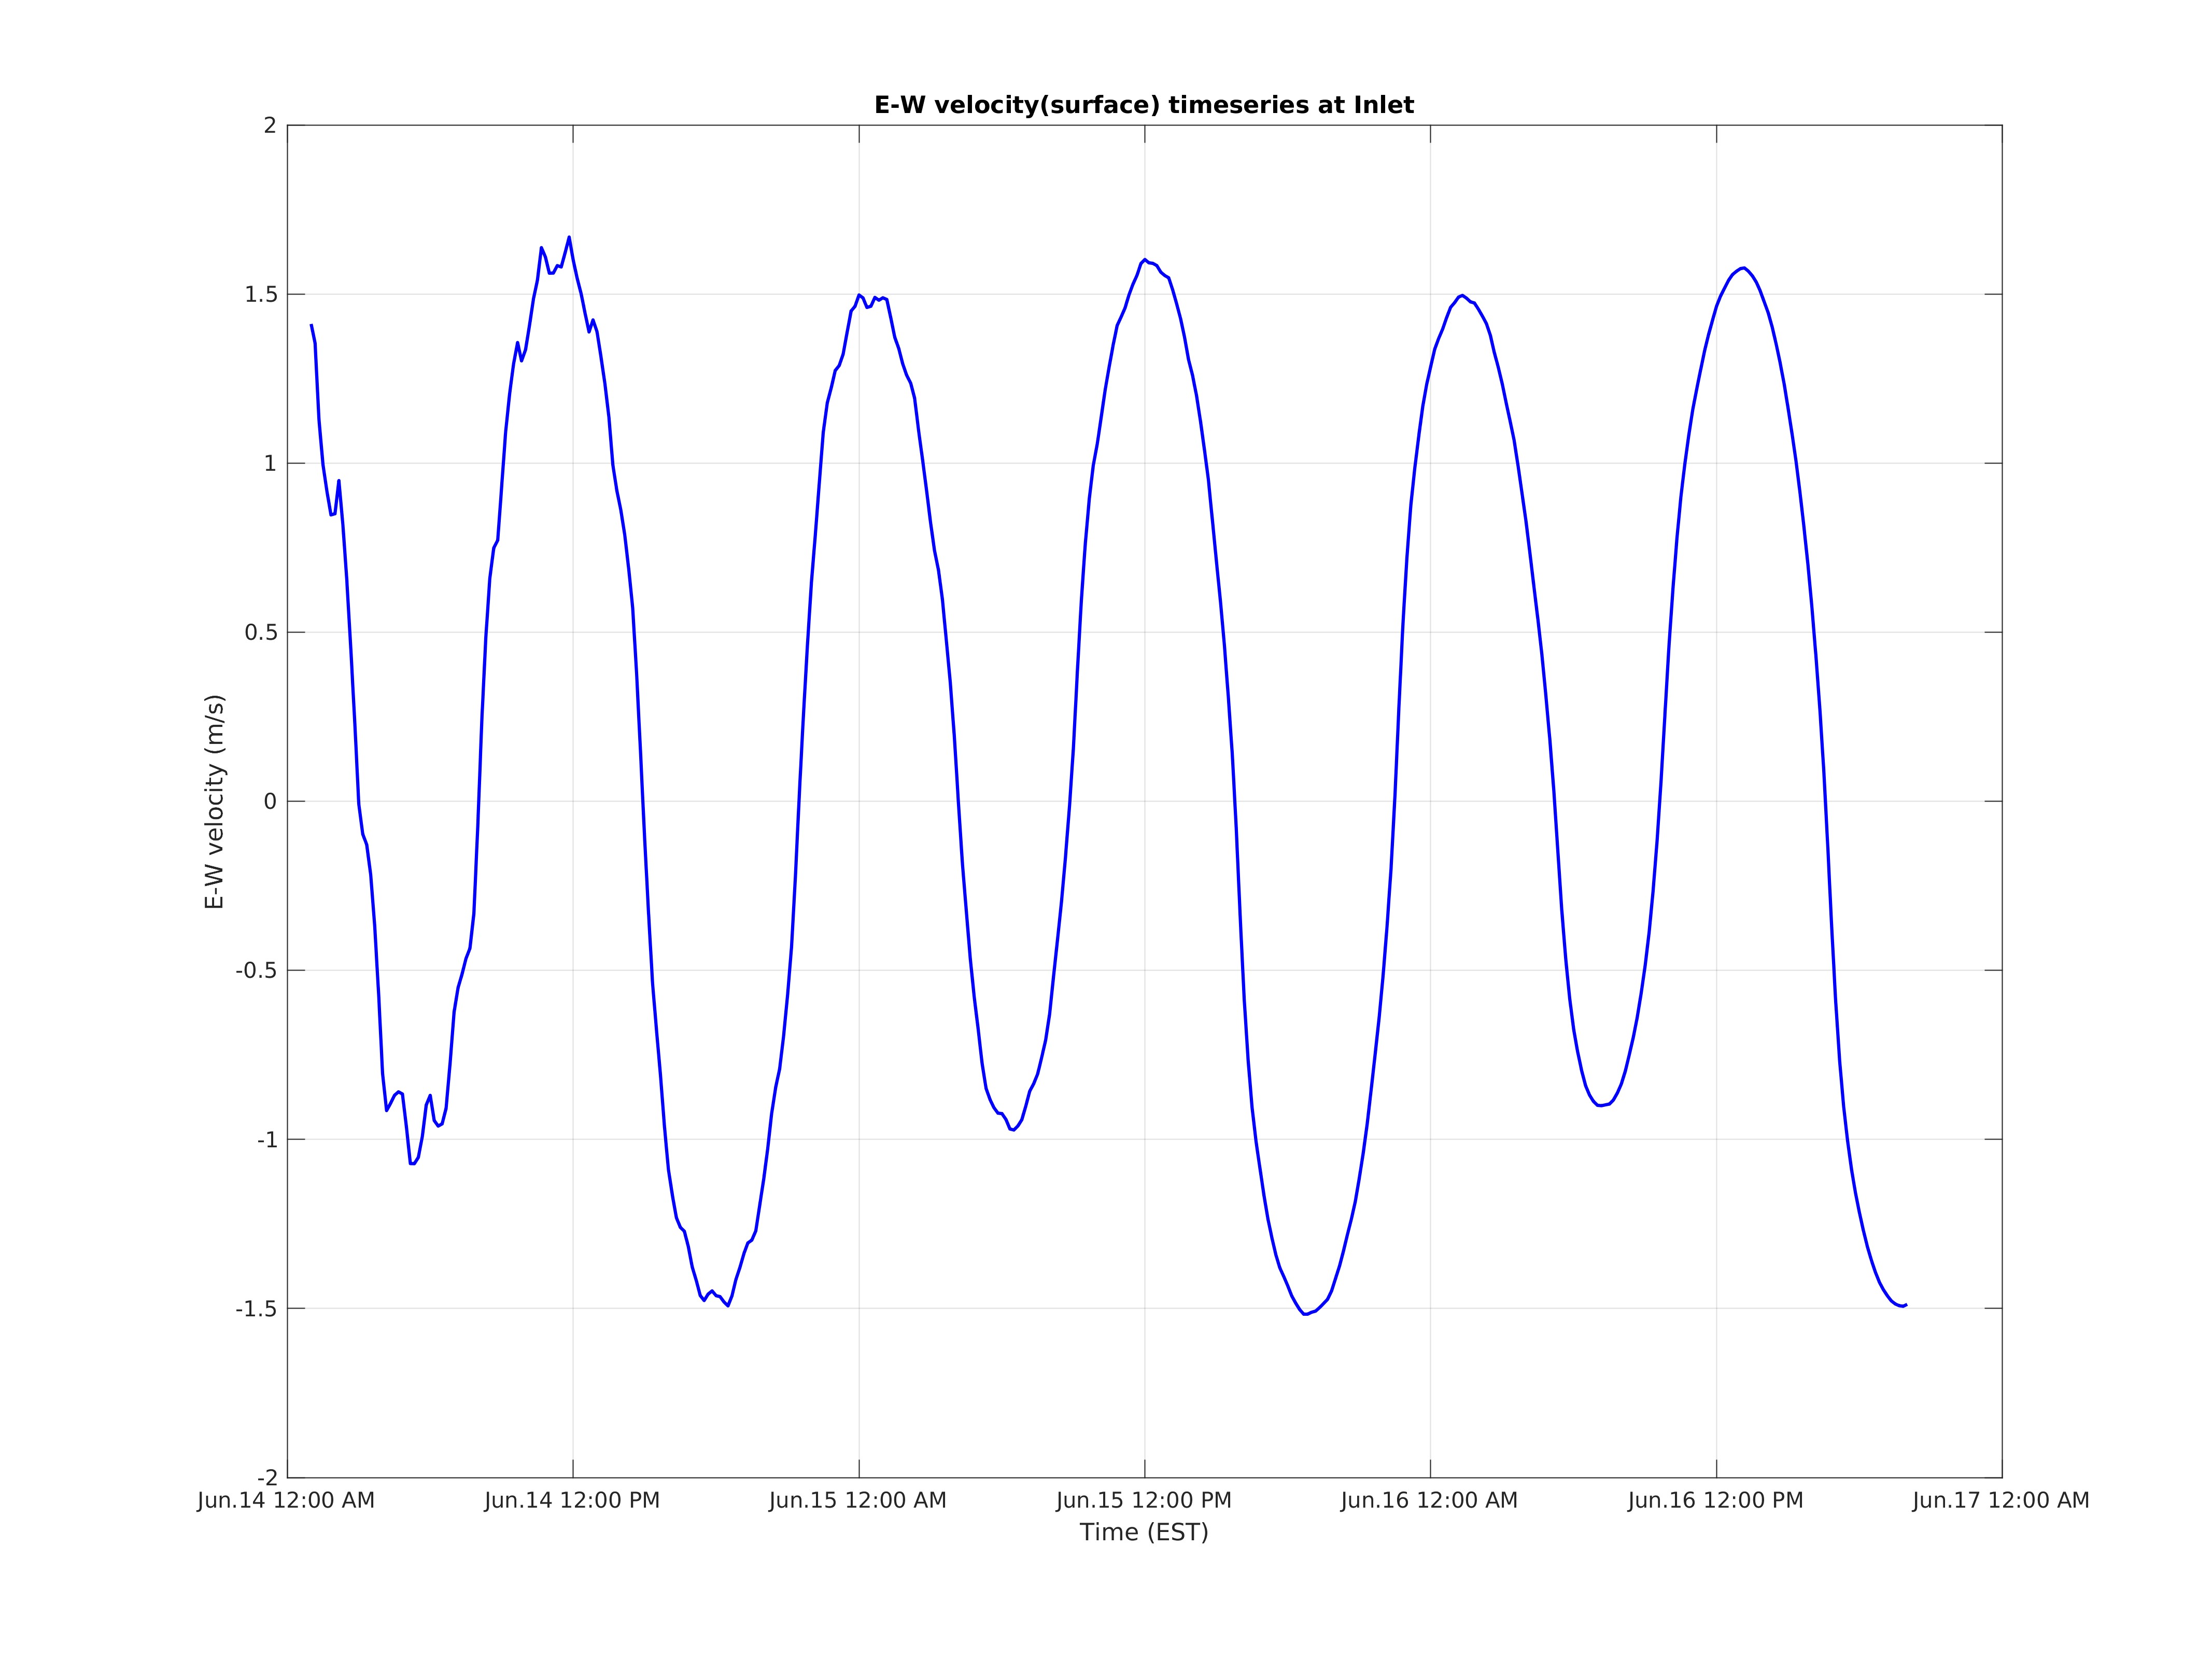 E-W velocity(surface) timeseries at Inlet
2
1.5
1
0.5
0
-0.5
-1
-1.5
-2
E-W velocity (m/s)
Jun.14 12:00 AM
Jun.14 12:00 PM
Jun.15 12:00 AM
Jun.15 12:00 PM
Jun.16 12:00 AM
Jun.16 12:00 PM
Jun.17 12:00 AM
Time (EST)